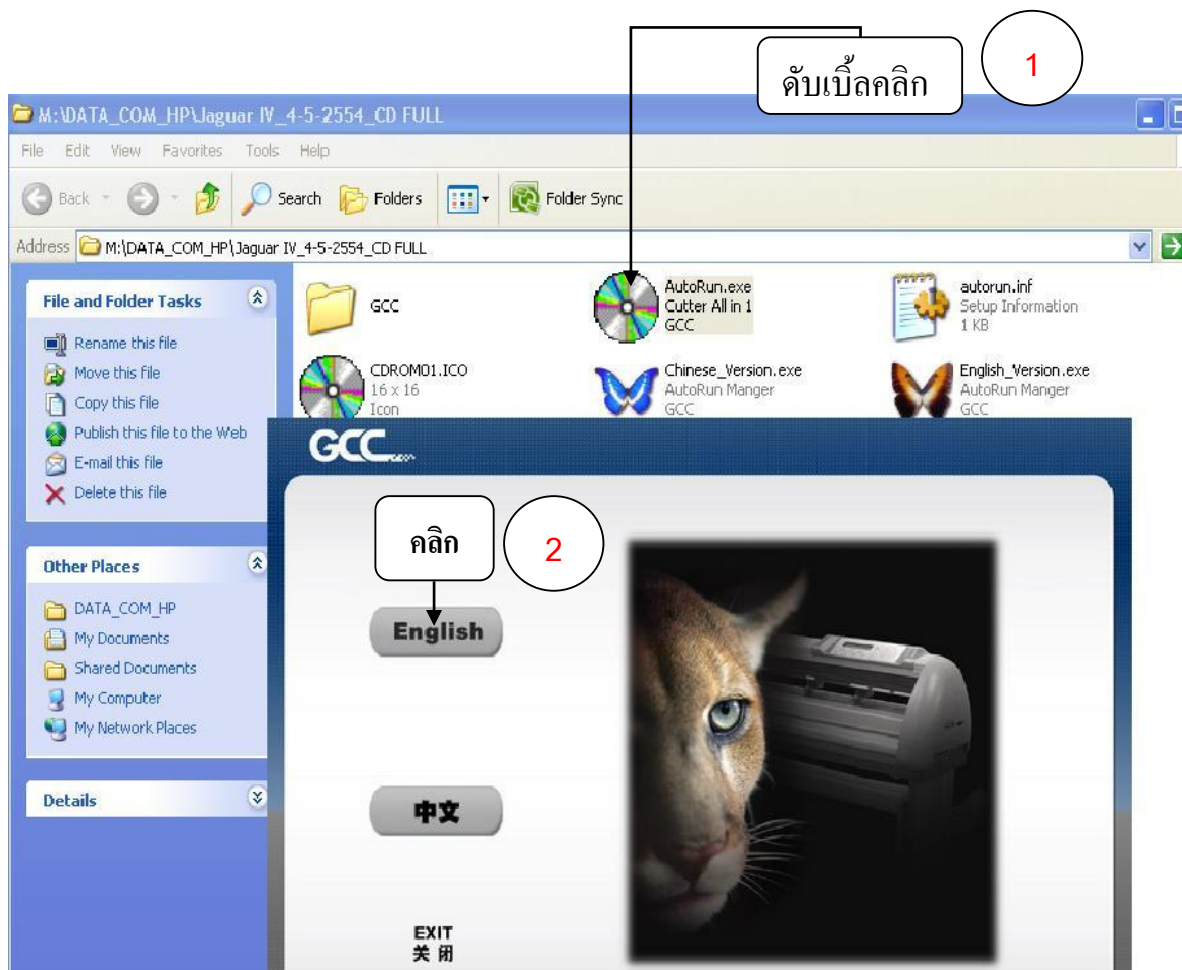 ดับเบิ้ลคลิก
1
M:\DATA_COM_HP\Jaguar IV_4-5-2554_CD FULL
File Edit View Favorites Tools Help
Back Search Folders Folder Sync
Address M:\DATA_COM_HP\Jaguar IV_4-5-2554_CD FULL
File and Folder Tasks
Rename this file
Move this file
Copy this file
Publish this file to the Web
E-mail this file
Delete this file
Other Places
DATA_COM_HP
My Documents
Shared Documents
My Computer
My Network Places
Details
GCC
AutoRun.exe
Cutter All in 1
GCC
autorun.inf
Setup Information
1 KB
CDROM01.ICO
16 x 16
Icon
Chinese_Version.exe
AutoRun Manger
GCC
English_Version.exe
AutoRun Manger
GCC
GCC
คลิก
2
English
中文
EXIT
关闭